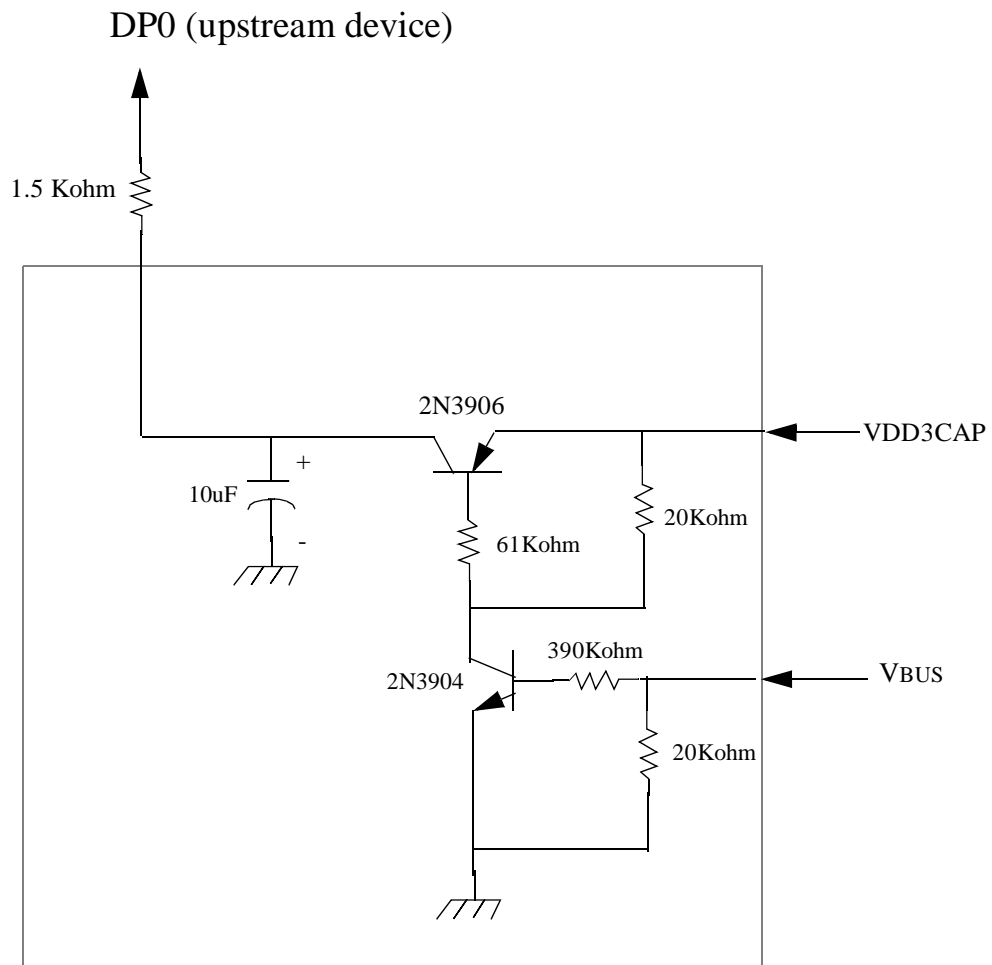 DP0 (upstream device)
1.5 Kohm
2N3906
VDD3CAP
+
10uF
-
20Kohm
61Kohm
390Kohm
2N3904
VBUS
20Kohm